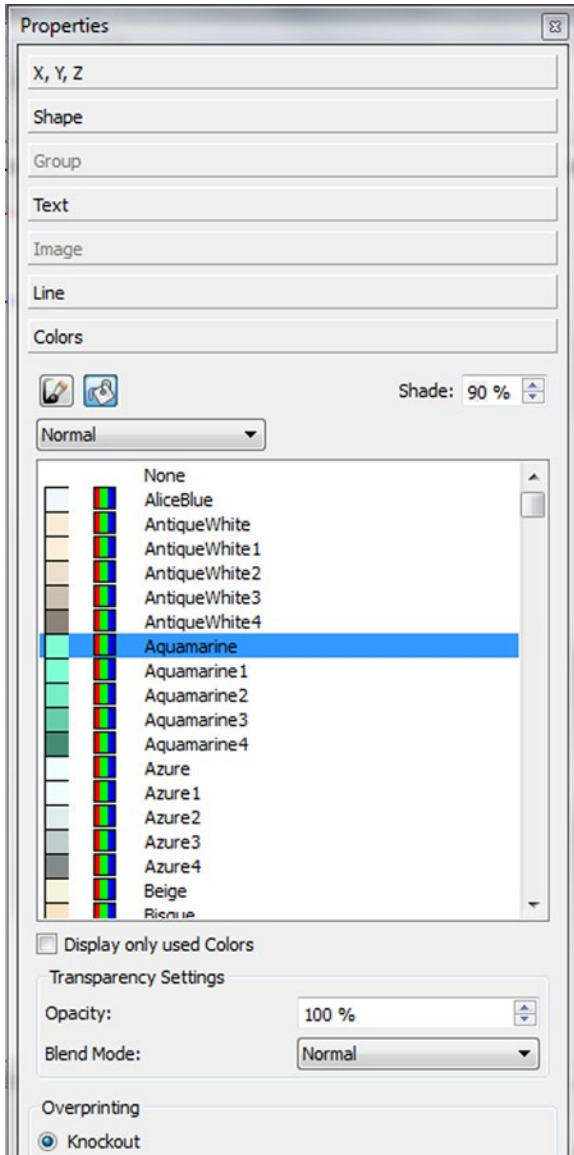 Properties
X, Y, Z
Shape
Group
Text
Image
Line
Colors
Shade: 90 %
Normal
None
AliceBlue
AntiqueWhite
AntiqueWhite1
AntiqueWhite2
AntiqueWhite3
AntiqueWhite4
Aquamarine
Aquamarine1
Aquamarine2
Aquamarine3
Aquamarine4
Azure
Azure1
Azure2
Azure3
Azure4
Beige
Bisque
Display only used Colors
Transparency Settings
Opacity: 100 %
Blend Mode: Normal
Overprinting
Knockout